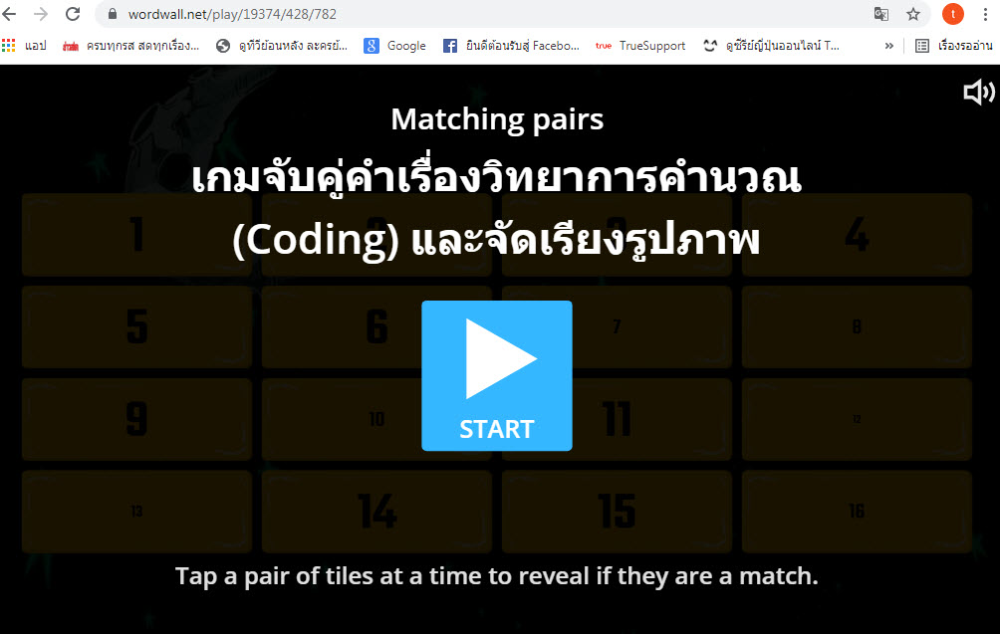 wordwall.net/play/19374/428/782
t
แอป
ครบทุกรส สดทุกเรื่อง...
ดูทีวีย้อนหลัง ละครย้...
Google
ยินดีต้อนรับสู่ Facebo...
true TrueSupport
ดูซีรีย์ญี่ปุ่นออนไลน์ T...
»
เรื่องรออ่าน
Matching pairs
เกมจับคู่คำเรื่องวิทยาการคำนวณ
(Coding) และจัดเรียงรูปภาพ
1 2 3 4
5 6 7 8
9 10 11 12
13 14 15 16
START
Tap a pair of tiles at a time to reveal if they are a match.